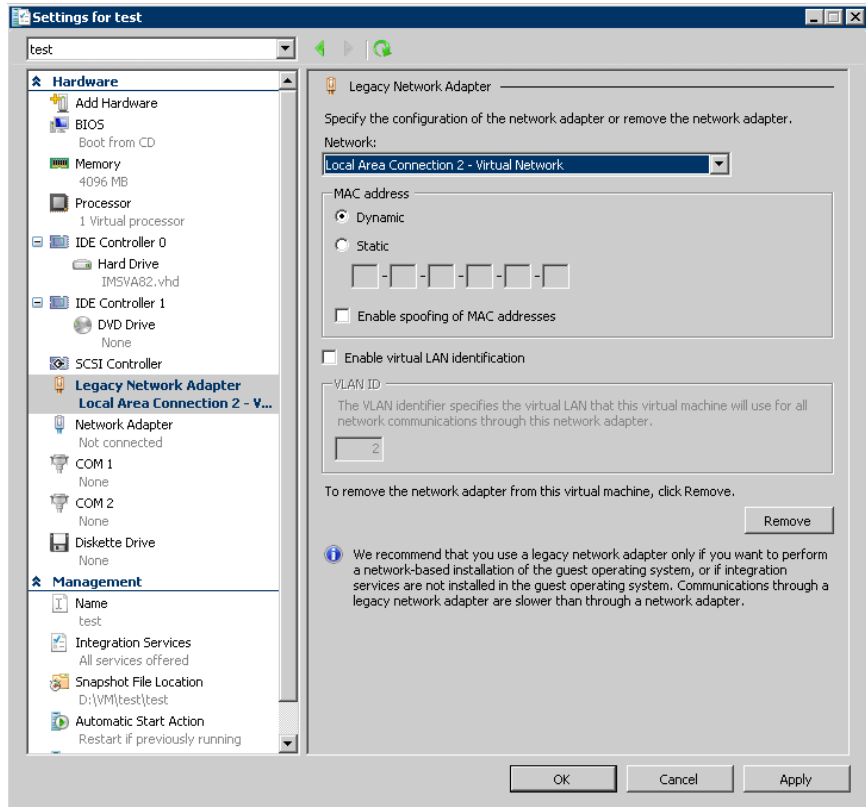 Settings for test
test
Hardware
Add Hardware
BIOS
Boot from CD
Memory
4096 MB
Processor
1 Virtual processor
IDE Controller 0
Hard Drive
IMSVA82.vhd
IDE Controller 1
DVD Drive
None
SCSI Controller
Legacy Network Adapter
Local Area Connection 2 - V...
Network Adapter
Not connected
COM 1
None
COM 2
None
Diskette Drive
None
Management
Name
test
Integration Services
All services offered
Snapshot File Location
D:\VM\test\test
Automatic Start Action
Restart if previously running
Legacy Network Adapter
Specify the configuration of the network adapter or remove the network adapter.
Network:
Local Area Connection 2 - Virtual Network
MAC address
Dynamic
Static
- - - - -
Enable spoofing of MAC addresses
Enable virtual LAN identification
VLAN ID
The VLAN identifier specifies the virtual LAN that this virtual machine will use for all
network communications through this network adapter.
2
To remove the network adapter from this virtual machine, click Remove.
Remove
We recommend that you use a legacy network adapter only if you want to perform
a network-based installation of the guest operating system, or if integration
services are not installed in the guest operating system. Communications through a
legacy network adapter are slower than through a network adapter.
OK
Cancel
Apply